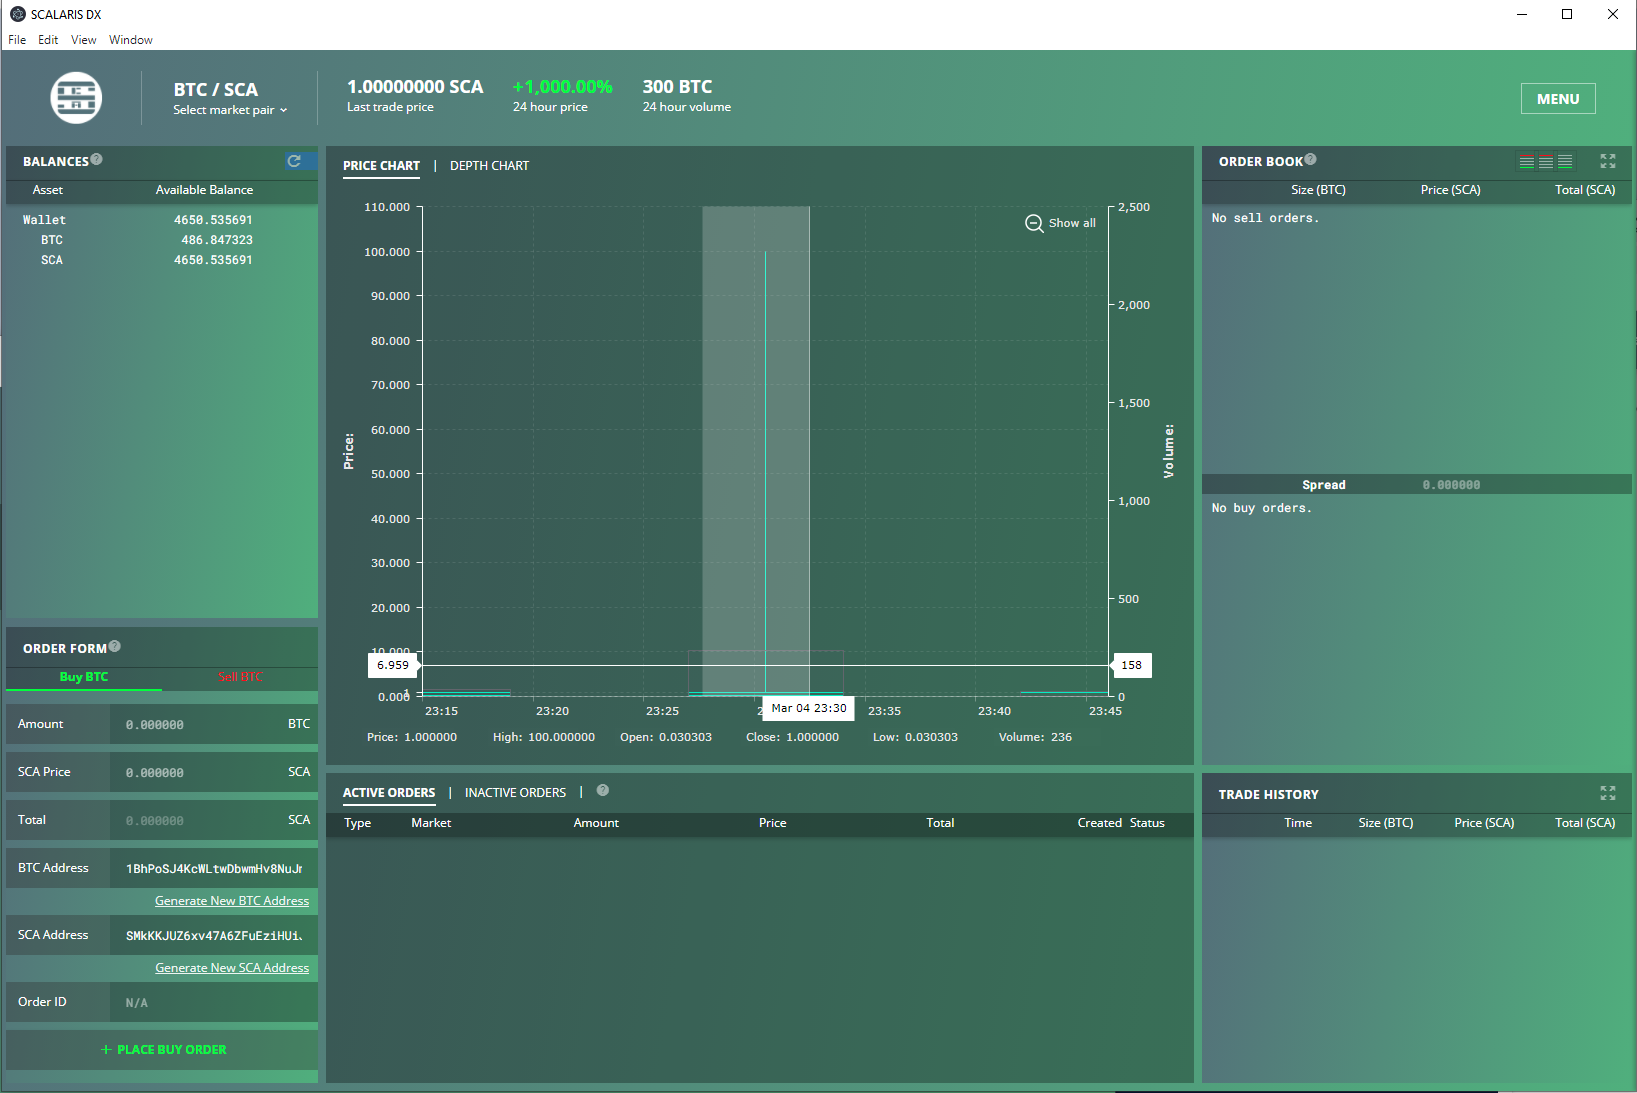 SCALARIS DX
File Edit View Window
BTC / SCA
Select market pair
1.00000000 SCA
Last trade price
+1,000.00%
24 hour price
300 BTC
24 hour volume
MENU
BALANCES
Asset Available Balance
Wallet 4650.535691
BTC 486.847323
SCA 4650.535691
ORDER FORM
Buy BTC Sell BTC
Amount 0.000000 BTC
SCA Price 0.000000 SCA
Total 0.000000 SCA
BTC Address 1BhPoSJ4KcWLtwDbwmHv8NuJ
Generate New BTC Address
SCA Address SMkKKJUZ6xv47A6ZFuEziHUi
Generate New SCA Address
Order ID N/A
+ PLACE BUY ORDER
PRICE CHART | DEPTH CHART
Show all
110.000
100.000
90.000
80.000
70.000
60.000
50.000
40.000
30.000
20.000
10.000
6.959
1
0.000
Price:
2,500
2,000
1,500
1,000
500
158
0
Volume:
23:15 23:20 23:25 Mar 04 23:30 23:35 23:40 23:45
Price: 1.000000 High: 100.000000 Open: 0.030303 Close: 1.000000 Low: 0.030303 Volume: 236
ACTIVE ORDERS | INACTIVE ORDERS |
Type Market Amount Price Total Created Status
ORDER BOOK
Size (BTC) Price (SCA) Total (SCA)
No sell orders.
Spread 0.000000
No buy orders.
TRADE HISTORY
Time Size (BTC) Price (SCA) Total (SCA)